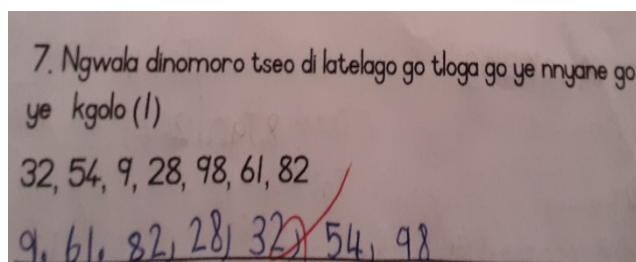 7. Ngwala dinomoro tseo di latelago go tloga go ye nnyane go
ye kgolo (1)
32, 54, 9, 28, 98, 61, 82
9, 61, 82, 28, 32, 54, 98